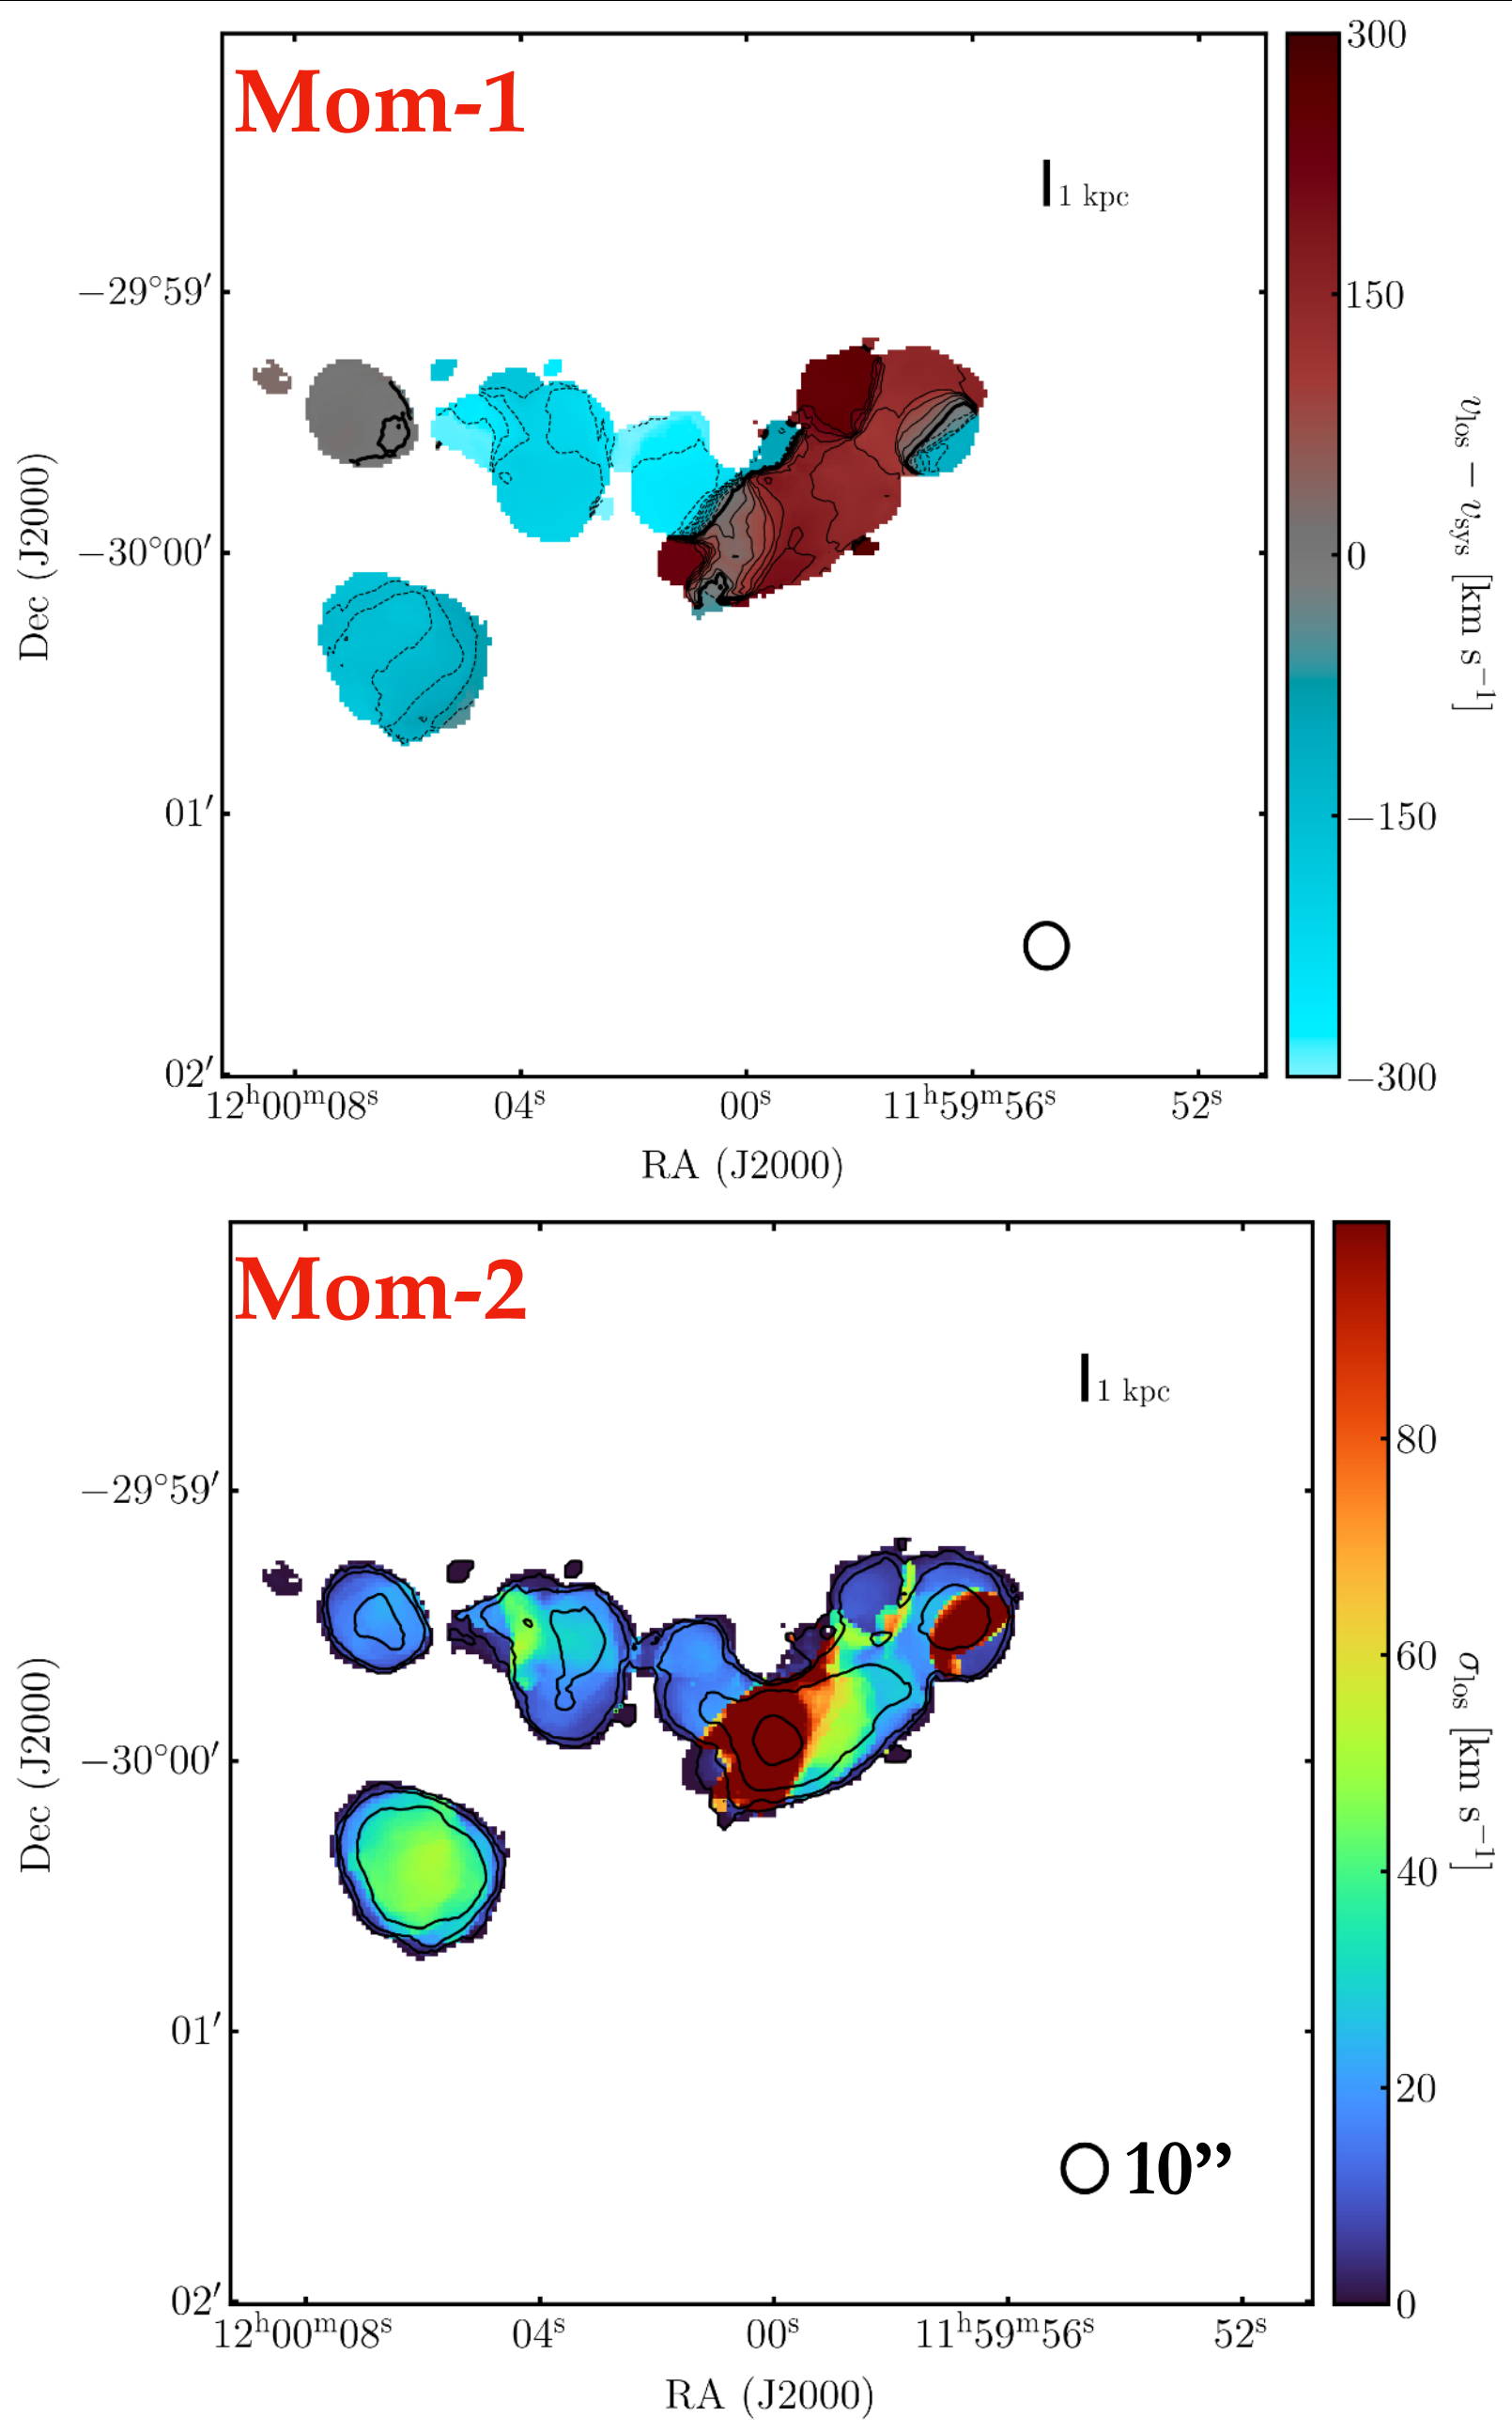 Mom-1
1 kpc
−29°59′
−30°00′
01′
02′
12ʰ00ᵐ08ˢ
04ˢ
00ˢ
11ʰ59ᵐ56ˢ
52ˢ
RA (J2000)
Dec (J2000)
300
150
0
−150
−300
v_los − v_sys [km s⁻¹]
Mom-2
1 kpc
−29°59′
−30°00′
01′
02′
10”
12ʰ00ᵐ08ˢ
04ˢ
00ˢ
11ʰ59ᵐ56ˢ
52ˢ
RA (J2000)
Dec (J2000)
80
60
40
20
0
σ_los [km s⁻¹]